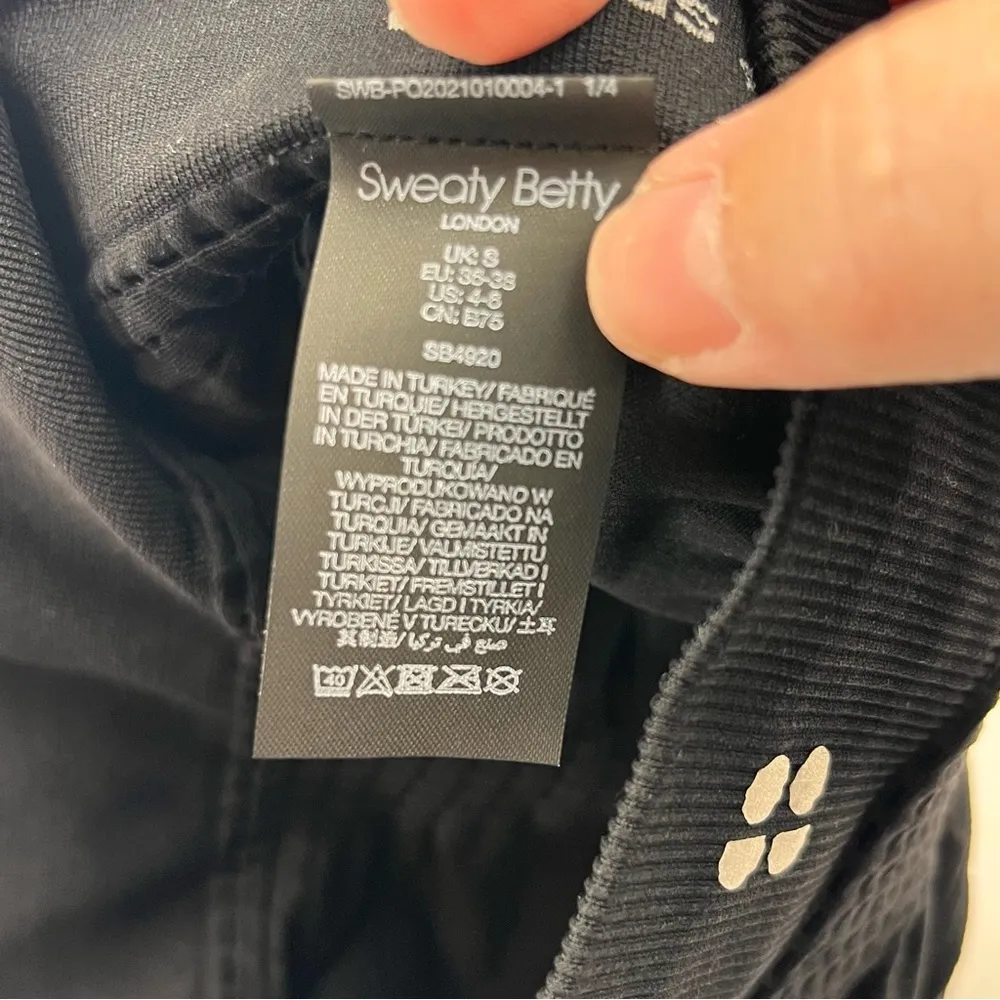 SWB-PO2021010004-1 1/4
Sweaty Betty
LONDON
UK: S
EU: 36-38
US: 4-6
CN: B75
SB4920
MADE IN TURKEY/ FABRIQUÉ
EN TURQUIE/ HERGESTELLT
IN DER TÜRKEI/ PRODOTTO
IN TURCHIA/ FABRICADO EN
TURQUÍA/
WYPRODUKOWANO W
TURCJI/ FABRICADO NA
TURQUIA/ GEMAAKT IN
TURKIJE/ VALMISTETTU
TURKISSA/ TILLVERKAD I
TURKIET/ FREMSTILLET I
TYRKIET/ LAGD I TYRKIA/
VYROBENÉ V TURECKU/ 土耳
其制造/ صنع في تركيا
40